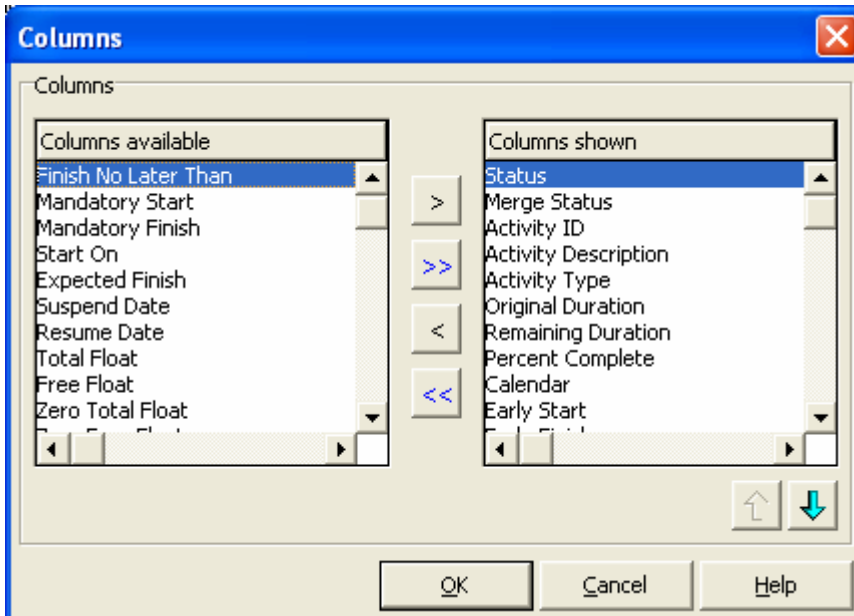 Columns
Columns
Columns available
Finish No Later Than
Mandatory Start
Mandatory Finish
Start On
Expected Finish
Suspend Date
Resume Date
Total Float
Free Float
Zero Total Float
>
>>
<
<<
Columns shown
Status
Merge Status
Activity ID
Activity Description
Activity Type
Original Duration
Remaining Duration
Percent Complete
Calendar
Early Start
OK
Cancel
Help